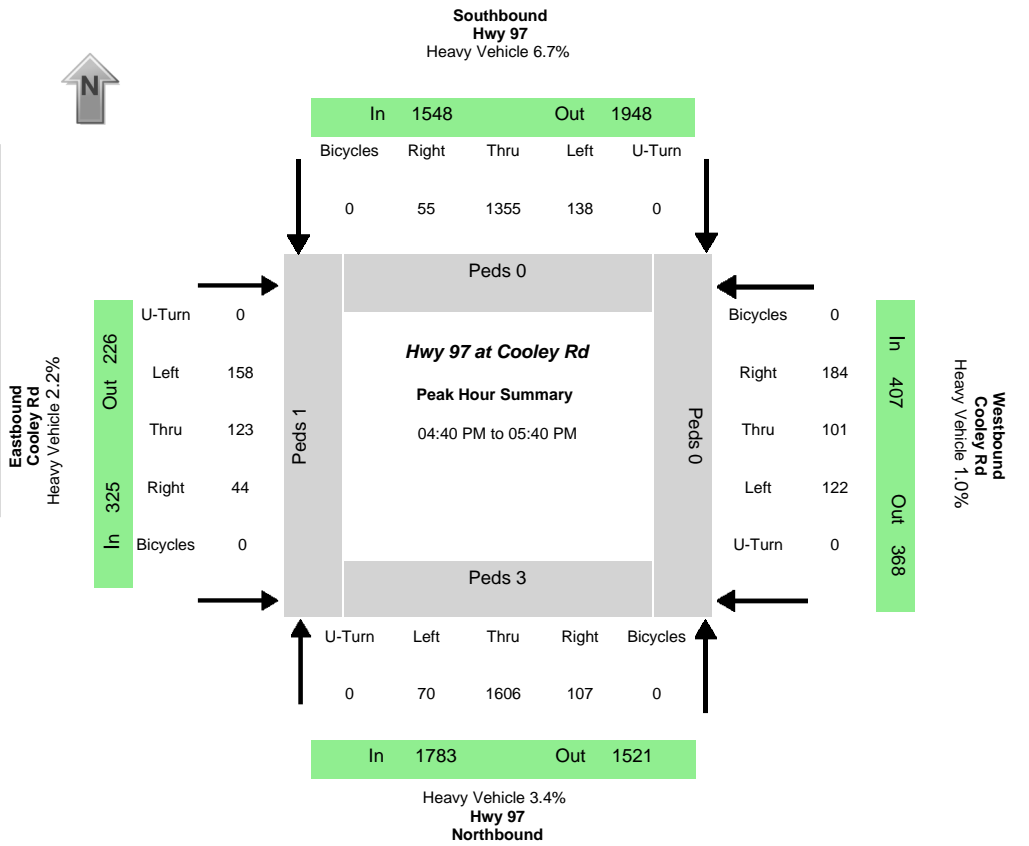 Southbound
Hwy 97
Heavy Vehicle 6.7%
N
In 1548 Out 1948
Bicycles Right Thru Left U-Turn
0 55 1355 138 0
Peds 0
Eastbound
Cooley Rd
Heavy Vehicle 2.2%
In 325 Out 226
U-Turn 0
Left 158
Thru 123
Right 44
Bicycles 0
Peds 1
Hwy 97 at Cooley Rd
Peak Hour Summary
04:40 PM to 05:40 PM
Peds 0
Bicycles 0
Right 184
Thru 101
Left 122
U-Turn 0
In 407 Out 368
Westbound
Cooley Rd
Heavy Vehicle 1.0%
Peds 3
U-Turn Left Thru Right Bicycles
0 70 1606 107 0
In 1783 Out 1521
Heavy Vehicle 3.4%
Hwy 97
Northbound